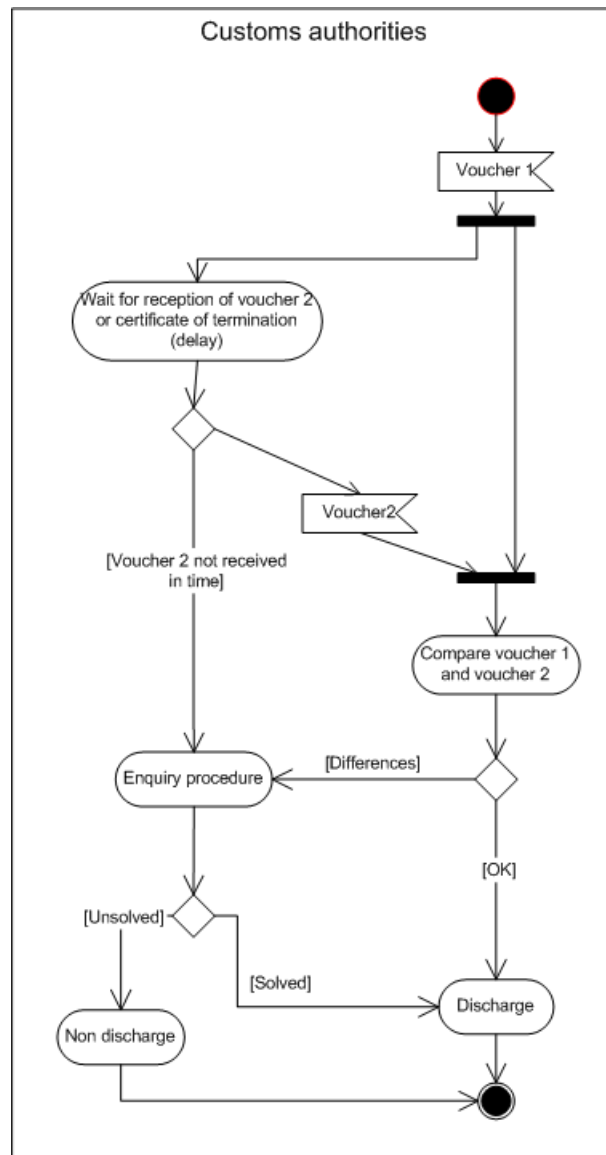 Customs authorities
Voucher 1
Wait for reception of voucher 2
or certificate of termination
(delay)
Voucher2
[Voucher 2 not received
in time]
Compare voucher 1
and voucher 2
[Differences]
Enquiry procedure
[OK]
[Unsolved]
[Solved]
Discharge
Non discharge